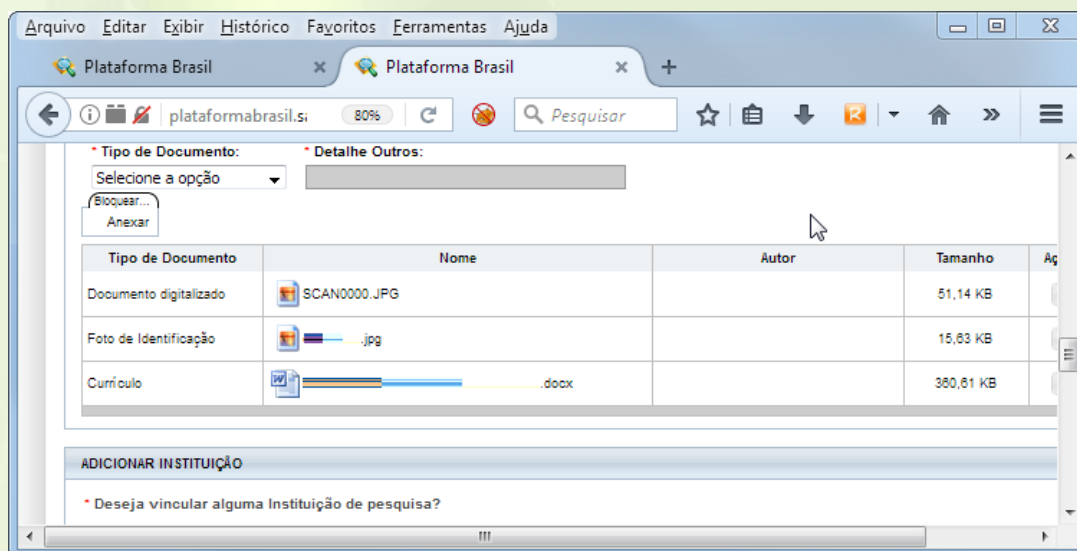 Arquivo Editar Exibir Histórico Favoritos Ferramentas Ajuda
Plataforma Brasil × Plataforma Brasil × +
plataformabrasil.s 80% Pesquisar
* Tipo de Documento: * Detalhe Outros:
Selecione a opção
Bloquear...
Anexar
Tipo de Documento Nome Autor Tamanho
Documento digitalizado SCAN0000.JPG 51,14 KB
Foto de Identificação .jpg 15,63 KB
Currículo .docx 360,61 KB
ADICIONAR INSTITUIÇÃO
* Deseja vincular alguma Instituição de pesquisa?